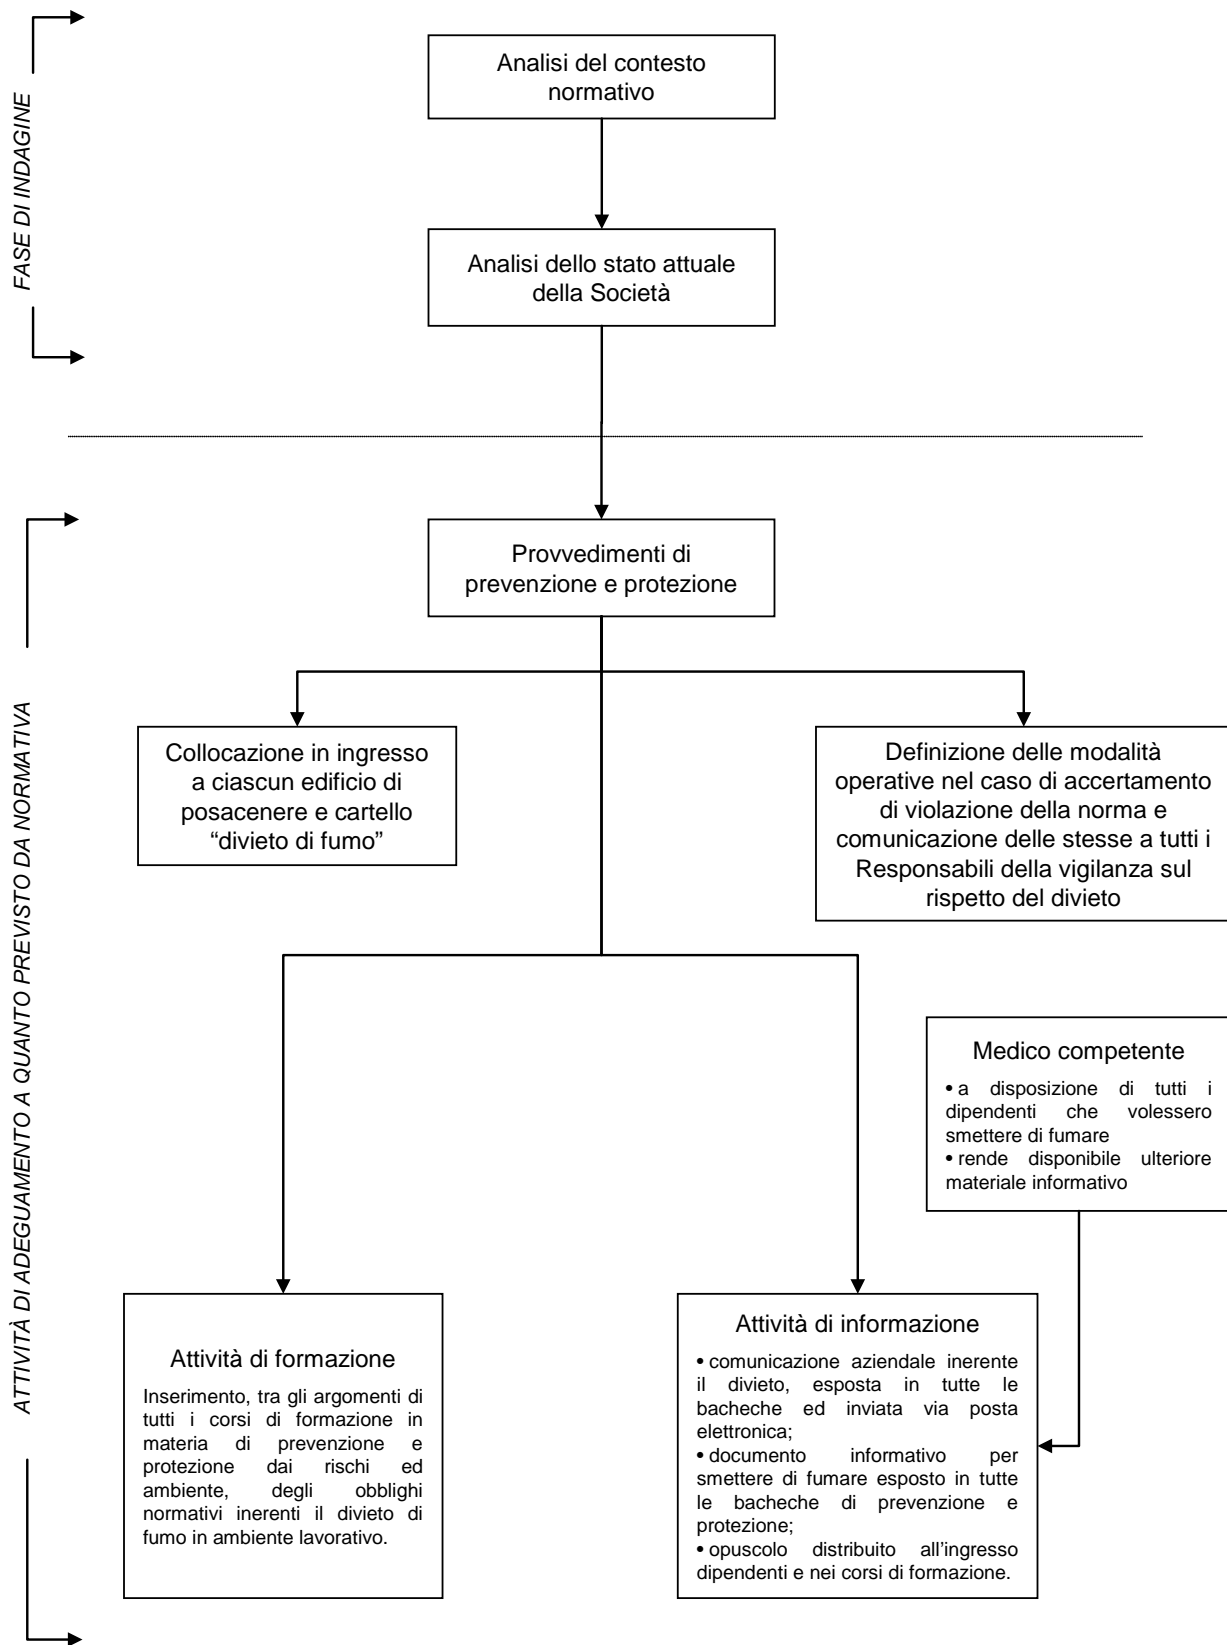 FASE DI INDAGINE
Analisi del contesto
normativo
Analisi dello stato attuale
della Società
ATTIVITÀ DI ADEGUAMENTO A QUANTO PREVISTO DA NORMATIVA
Provvedimenti di
prevenzione e protezione
Collocazione in ingresso
a ciascun edificio di
posacenere e cartello
“divieto di fumo”
Definizione delle modalità
operative nel caso di accertamento
di violazione della norma e
comunicazione delle stesse a tutti i
Responsabili della vigilanza sul
rispetto del divieto
Medico competente
• a disposizione di tutti i
dipendenti che volessero
smettere di fumare
• rende disponibile ulteriore
materiale informativo
Attività di formazione
Inserimento, tra gli argomenti di
tutti i corsi di formazione in
materia di prevenzione e
protezione dai rischi ed
ambiente, degli obblighi
normativi inerenti il divieto di
fumo in ambiente lavorativo.
Attività di informazione
• comunicazione aziendale inerente
il divieto, esposta in tutte le
bacheche ed inviata via posta
elettronica;
• documento informativo per
smettere di fumare esposto in tutte
le bacheche di prevenzione e
protezione;
• opuscolo distribuito all’ingresso
dipendenti e nei corsi di formazione.